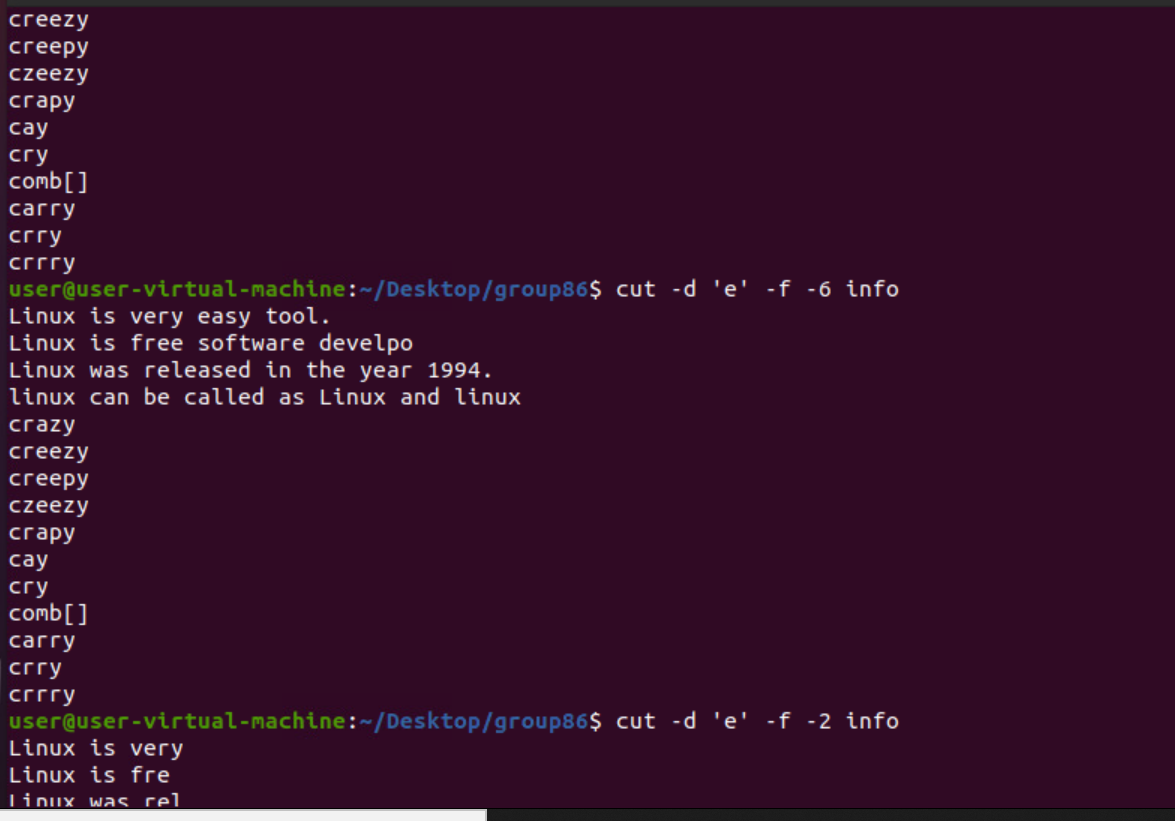 creezy
creepy
czeezy
crapy
cay
cry
comb[]
carry
crry
crrry
user@user-virtual-machine:~/Desktop/group86$ cut -d 'e' -f -6 info
Linux is very easy tool.
Linux is free software develpo
Linux was released in the year 1994.
linux can be called as Linux and linux
crazy
creezy
creepy
czeezy
crapy
cay
cry
comb[]
carry
crry
crrry
user@user-virtual-machine:~/Desktop/group86$ cut -d 'e' -f -2 info
Linux is very
Linux is fre
Linux was rel